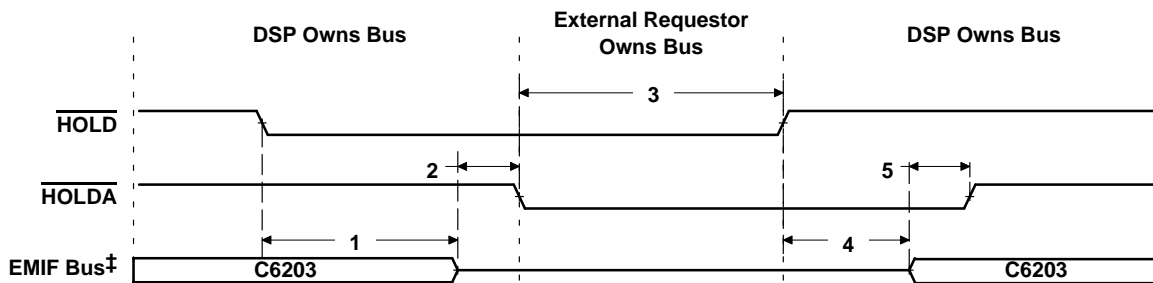 DSP Owns Bus
External Requestor
Owns Bus
DSP Owns Bus
3
HOLD
2
5
HOLDA
1
4
EMIF Bus‡
C6203
C6203